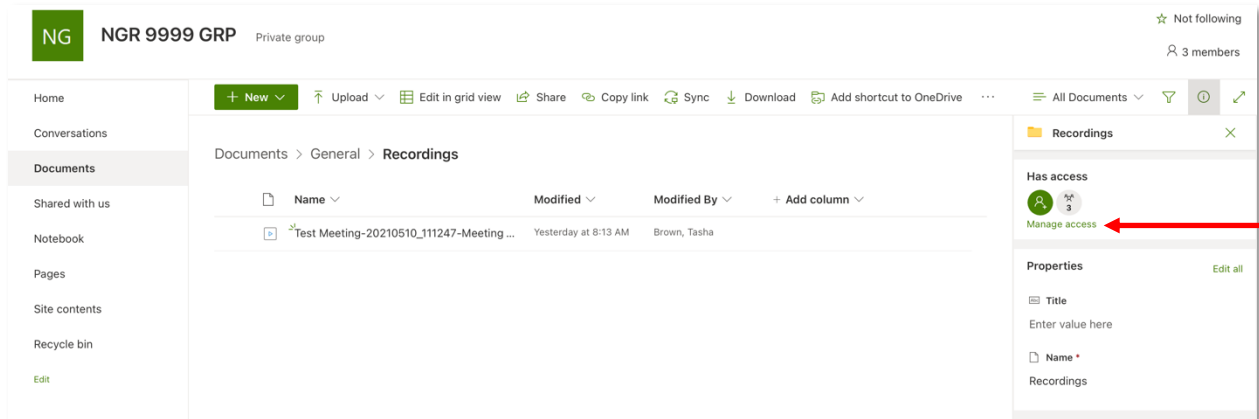 NG
NGR 9999 GRP Private group
Not following
3 members
Home
Conversations
Documents
Shared with us
Notebook
Pages
Site contents
Recycle bin
Edit
New Upload Edit in grid view Share Copy link Sync Download Add shortcut to OneDrive ··· All Documents
Documents > General > Recordings
Name Modified Modified By + Add column
Test Meeting-20210510_111247-Meeting ... Yesterday at 8:13 AM Brown, Tasha
Recordings
Has access
3
Manage access
Properties Edit all
Title
Enter value here
Name *
Recordings